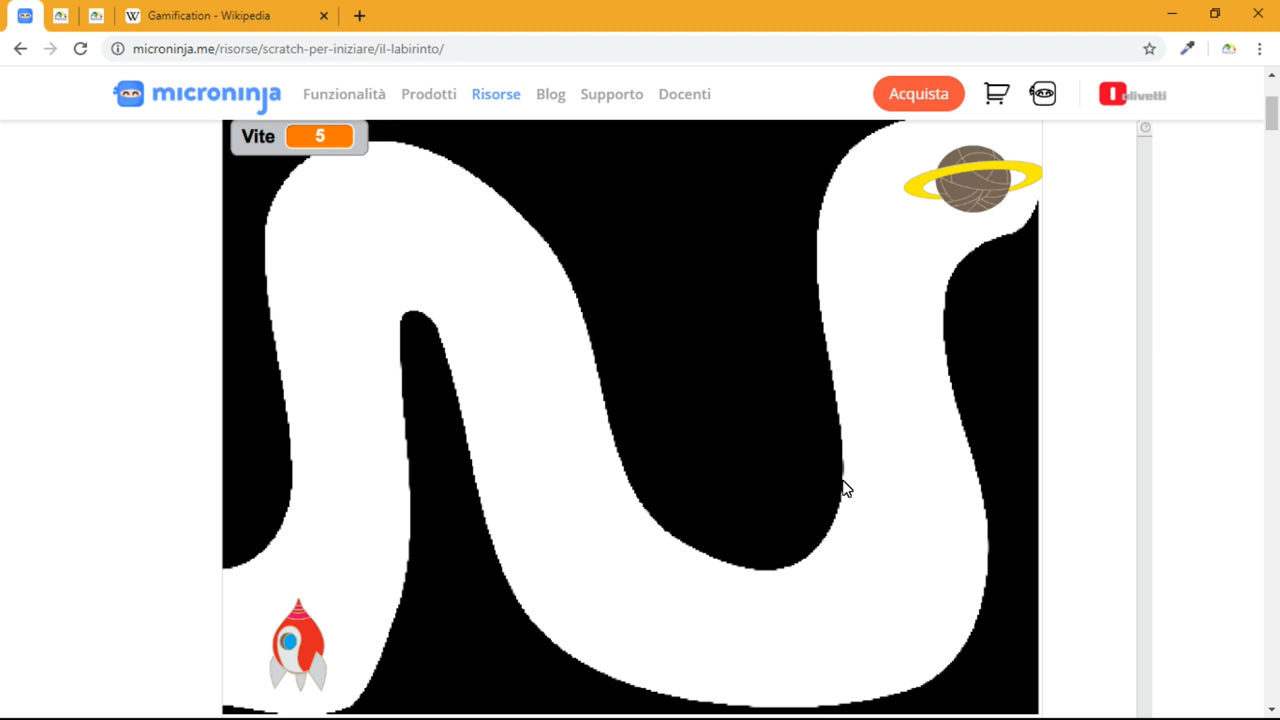 Gamification - Wikipedia
microninja.me/risorse/scratch-per-iniziare/il-labirinto/
microninja
Funzionalità Prodotti Risorse Blog Supporto Docenti
Acquista
olivetti
Vite 5